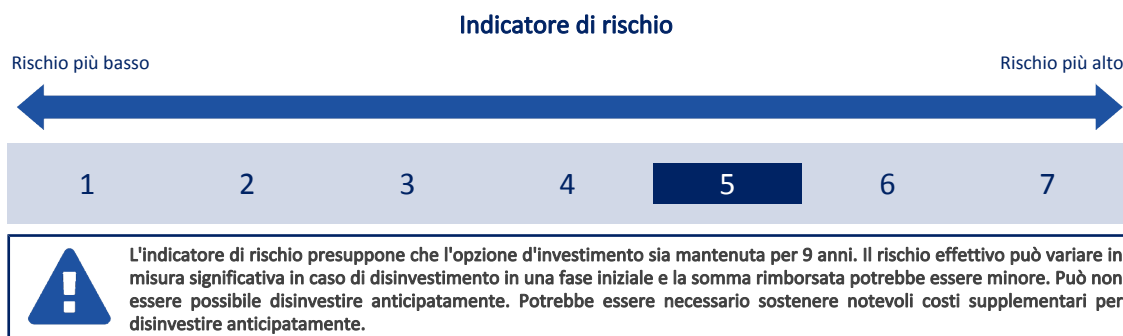 Indicatore di rischio
Rischio più basso
Rischio più alto
1 2 3 4 5 6 7
L'indicatore di rischio presuppone che l'opzione d'investimento sia mantenuta per 9 anni. Il rischio effettivo può variare in
misura significativa in caso di disinvestimento in una fase iniziale e la somma rimborsata potrebbe essere minore. Può non
essere possibile disinvestire anticipatamente. Potrebbe essere necessario sostenere notevoli costi supplementari per
disinvestire anticipatamente.